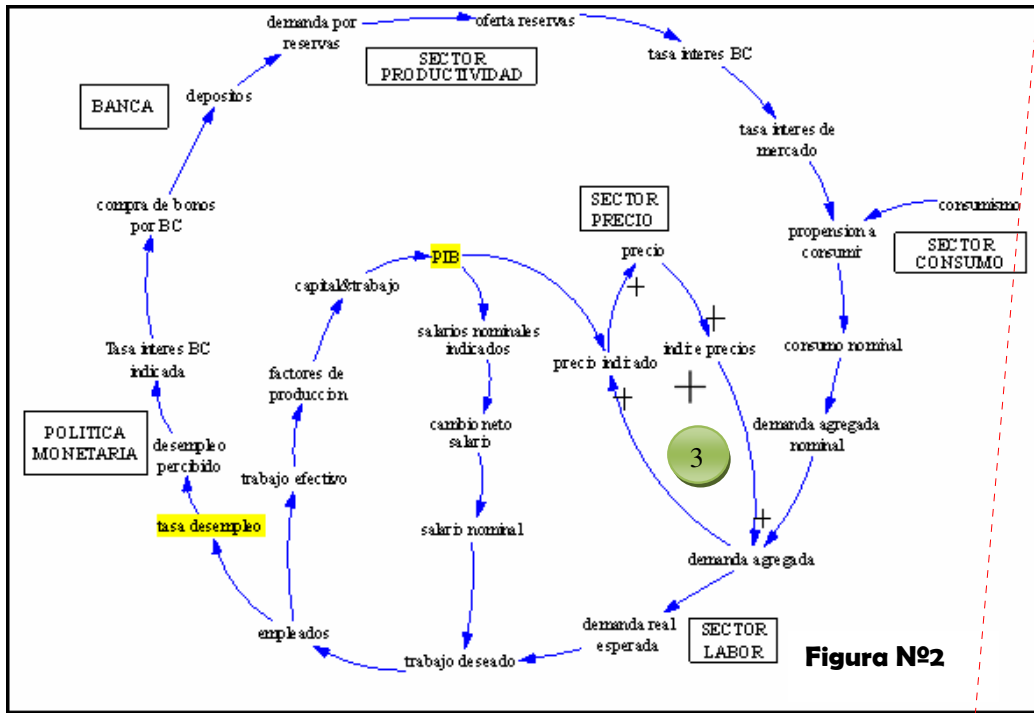 demanda por
reservas
oferta reservas
SECTOR
PRODUCTIVIDAD
tasa interes BC
BANCA
depositos
tasa interes de
mercado
compra de bonos
por BC
SECTOR
PRECIO
consumismo
propension a
consumir
SECTOR
CONSUMO
PIB
precio
capital&trabajo
salarios nominales
indicados
indice precios
precio indicado
consumo nominal
Tasa interes BC
indicada
factores de
produccion
cambio neto
salario
demanda agregada
nominal
POLITICA
MONETARIA
desempleo
percibido
3
trabajo efectivo
tasa desempleo
salario nominal
demanda agregada
empleados
demanda real
esperada
SECTOR
LABOR
trabajo deseado
Figura Nº2